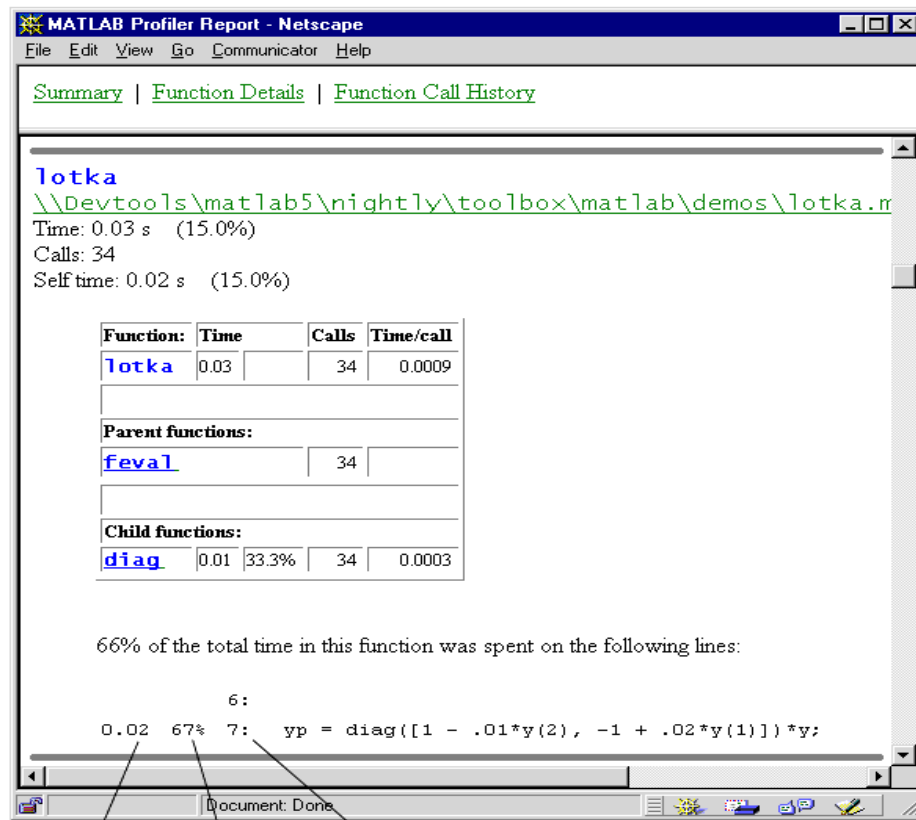 MATLAB Profiler Report - Netscape
File Edit View Go Communicator Help
Summary | Function Details | Function Call History
lotka
\\Devtools\matlab5\nightly\toolbox\matlab\demos\lotka.m
Time: 0.03 s (15.0%)
Calls: 34
Self time: 0.02 s (15.0%)
Function: Time Calls Time/call
lotka 0.03 34 0.0009
Parent functions:
feval 34
Child functions:
diag 0.01 33.3% 34 0.0003
66% of the total time in this function was spent on the following lines:
6:
0.02 67% 7: yp = diag([1 - .01*y(2), -1 + .02*y(1)])*y;
Document: Done